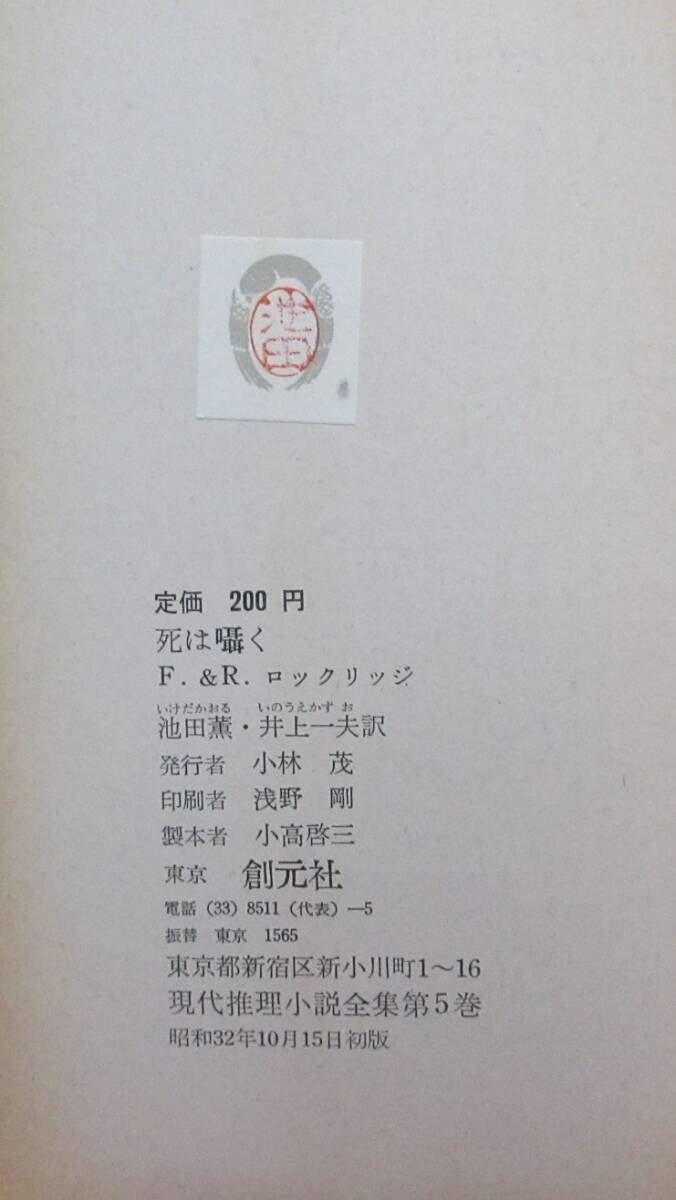 池田
定価 200 円
死は囁く
F. &R. ロックリッジ
いけだかおる いのうえかずお
池田薫・井上一夫訳
発行者 小林 茂
印刷者 浅野 剛
製本者 小高啓三
東京 創元社
電話 (33) 8511 (代表) —5
振替 東京 1565
東京都新宿区新小川町1〜16
現代推理小説全集第5巻
昭和32年10月15日初版